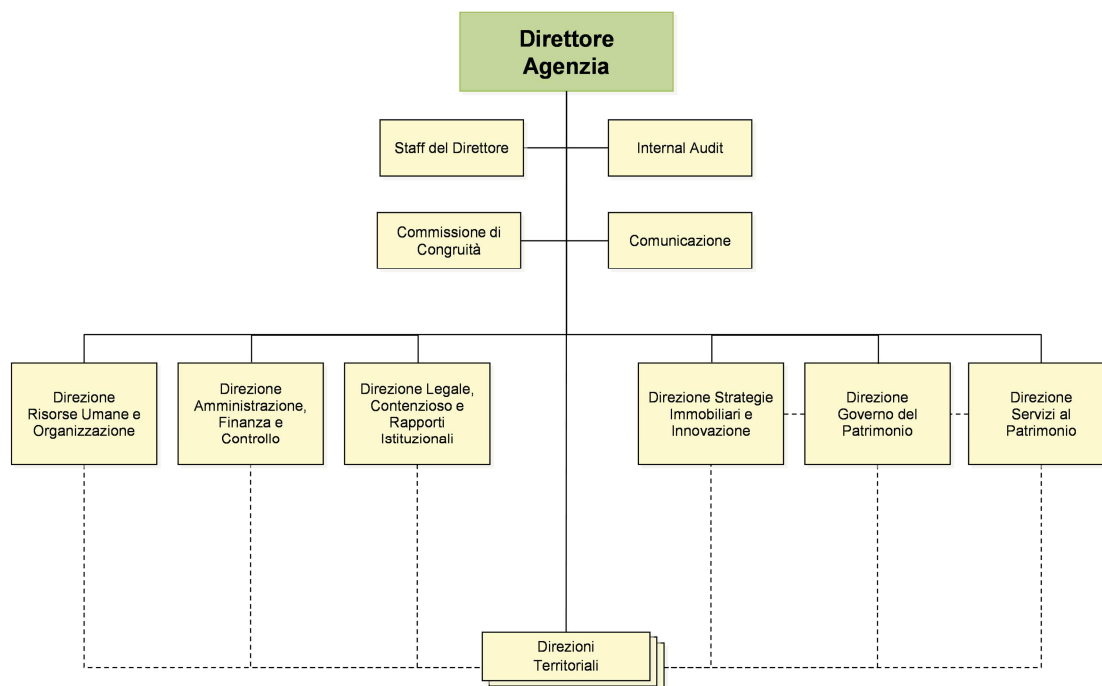 Direttore
Agenzia
Staff del Direttore
Internal Audit
Commissione di
Congruità
Comunicazione
Direzione
Risorse Umane e
Organizzazione
Direzione
Amministrazione,
Finanza e
Controllo
Direzione Legale,
Contenzioso e
Rapporti
Istituzionali
Direzione Strategie
Immobiliari e
Innovazione
Direzione
Governo del
Patrimonio
Direzione
Servizi al
Patrimonio
Direzioni
Territoriali